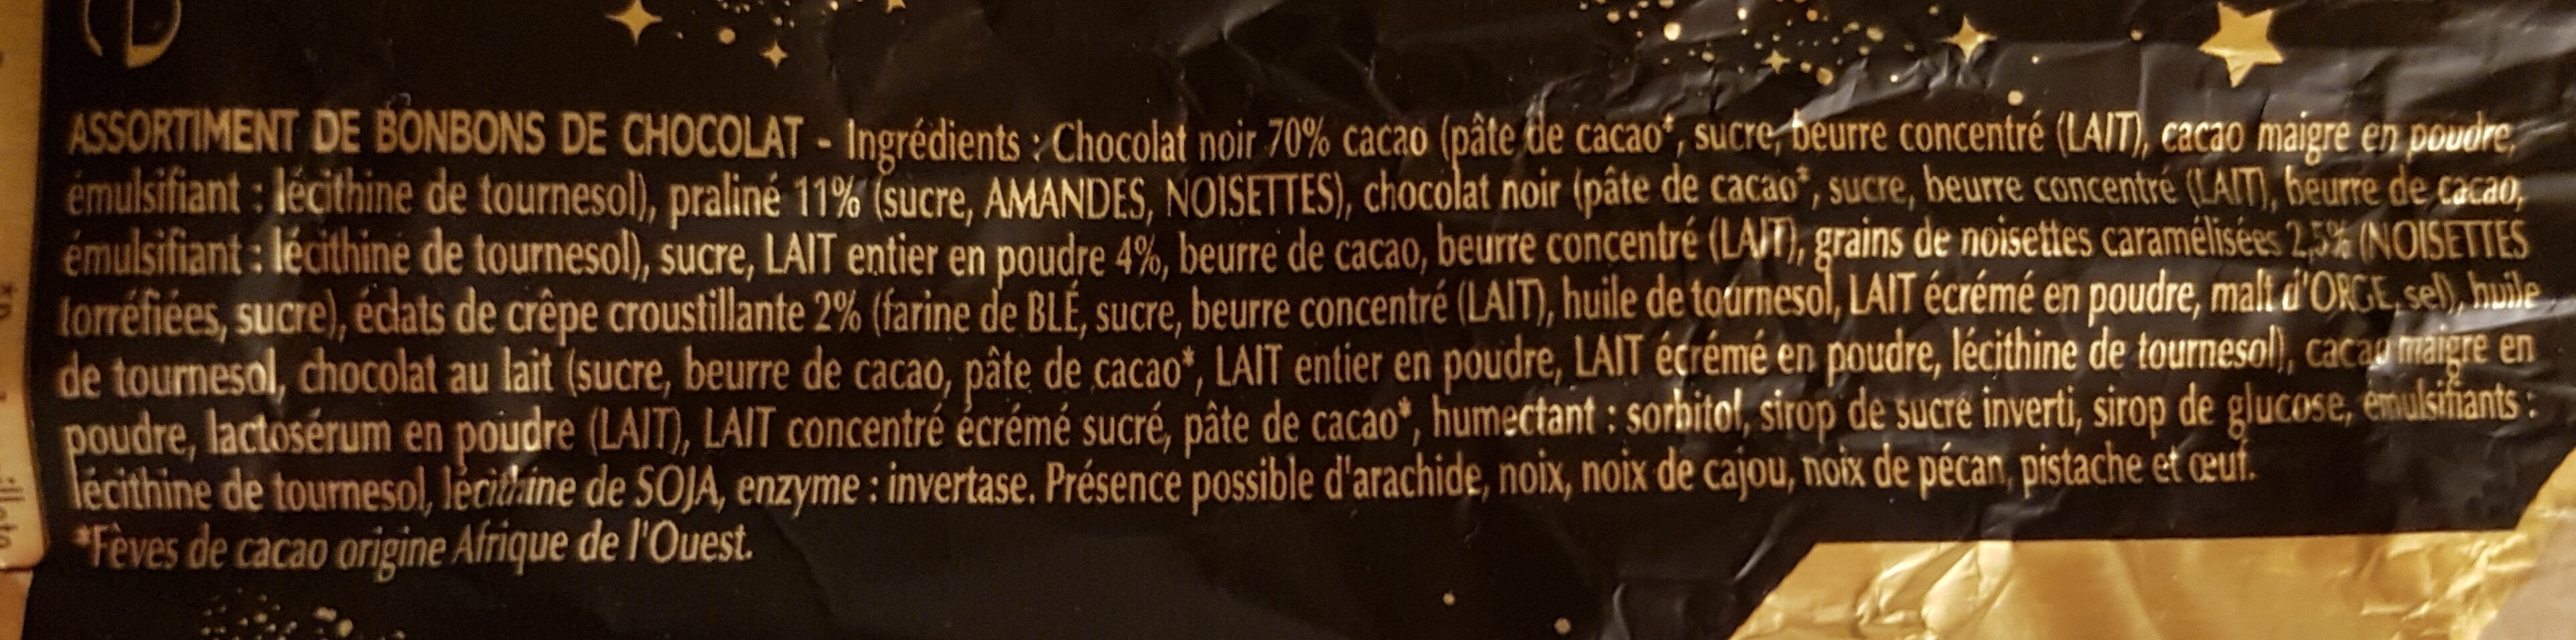 ASSORTIMENT DE BONBONS DE CHOCOLAT - Ingrédients : Chocolat noir 70% cacao (pâte de cacao*, sucre, beurre concentré (LAIT), cacao maigre en poudre,
émulsifiant : lécithine de tournesol), praliné 11% (sucre, AMANDES, NOISETTES), chocolat noir (pâte de cacao*, sucre, beurre concentré (LAIT), beurre de cacao,
émulsifiant : lécithine de tournesol), sucre, LAIT entier en poudre 4%, beurre de cacao, beurre concentré (LAIT), grains de noisettes caramélisées 2,5% (NOISETTES
torréfiées, sucre), éclats de crêpe croustillante 2% (farine de BLÉ, sucre, beurre concentré (LAIT), huile de tournesol, LAIT écrémé en poudre, malt d'ORGE, sel), huile
de tournesol, chocolat au lait (sucre, beurre de cacao, pâte de cacao*, LAIT entier en poudre, LAIT écrémé en poudre, lécithine de tournesol), cacao maigre en
poudre, lactosérum en poudre (LAIT), LAIT concentré écrémé sucré, pâte de cacao*, humectant : sorbitol, sirop de sucre inverti, sirop de glucose, émulsifiants :
lécithine de tournesol, lécithine de SOJA, enzyme : invertase. Présence possible d'arachide, noix, noix de cajou, noix de pécan, pistache et œuf.
*Fèves de cacao origine Afrique de l'Ouest.